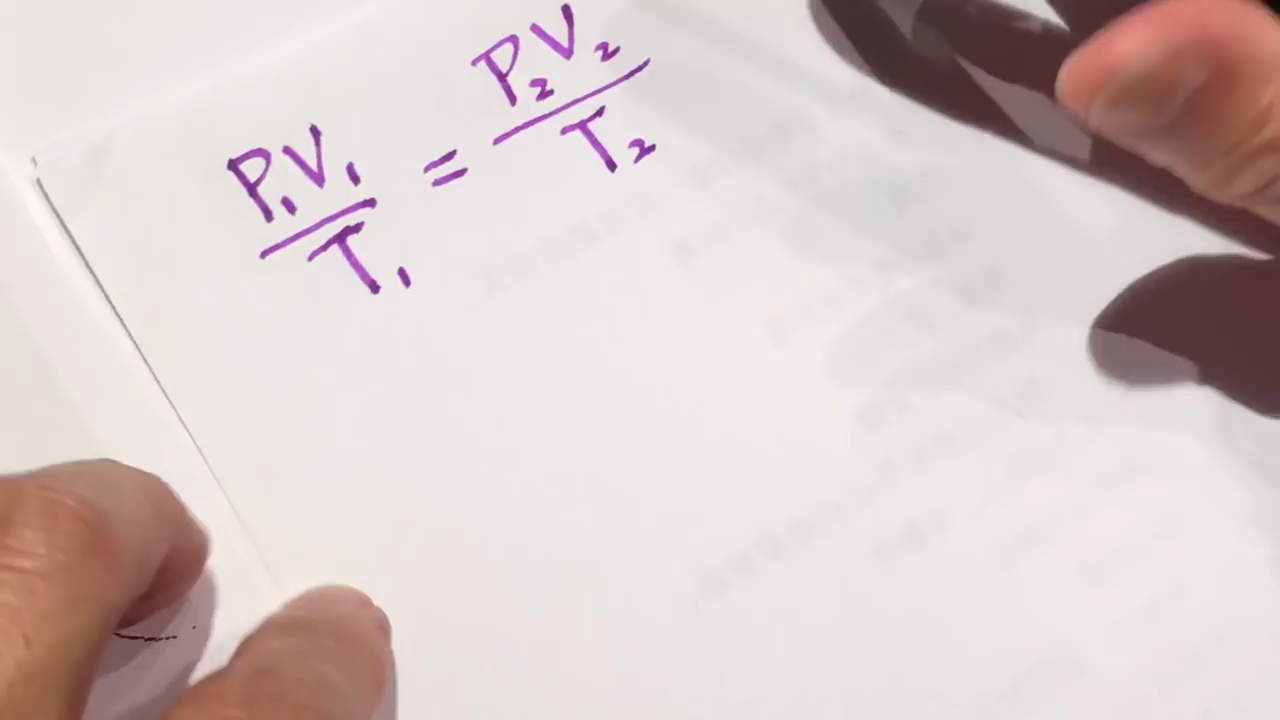 P₁V₁/T₁ = P₂V₂/T₂